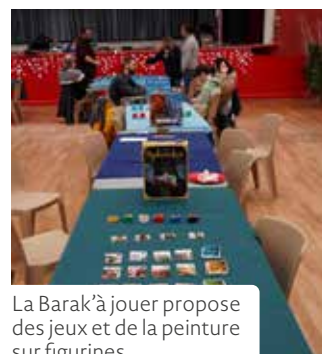 La Barak’à jouer propose
des jeux et de la peinture
sur figurines